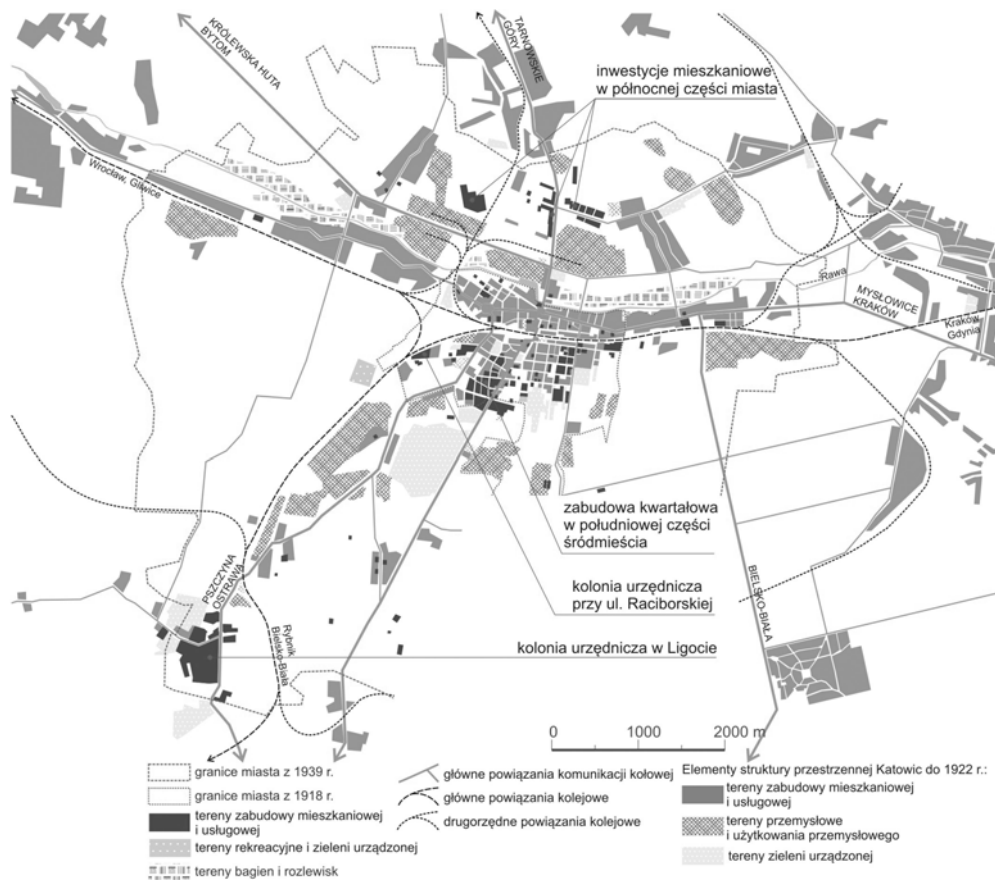 KRÓLEWSKA HUTA
BYTOM
TARNOWSKIE
GÓRY
inwestycje mieszkaniowe
w północnej części miasta
Wrocław, Gliwice
Rawa
MYSŁOWICE
KRAKÓW
Kraków
Gdynia
zabudowa kwartałowa
w południowej części
śródmieścia
kolonia urzędnicza
przy ul. Raciborskiej
kolonia urzędnicza w Ligocie
PSZCZYNA
OSTRAWA
Rybnik
Bielsko-Biała
BIELSKO-BIAŁA
0 1000 2000 m
granice miasta z 1939 r.
granice miasta z 1918 r.
tereny zabudowy mieszkaniowej
i usługowej
tereny rekreacyjne i zieleni urządzonej
tereny bagien i rozlewisk
główne powiązania komunikacji kołowej
główne powiązania kolejowe
drugorzędne powiązania kolejowe
Elementy struktury przestrzennej Katowic do 1922 r.:
tereny zabudowy mieszkaniowej
i usługowej
tereny przemysłowe
i użytkowania przemysłowego
tereny zieleni urządzonej